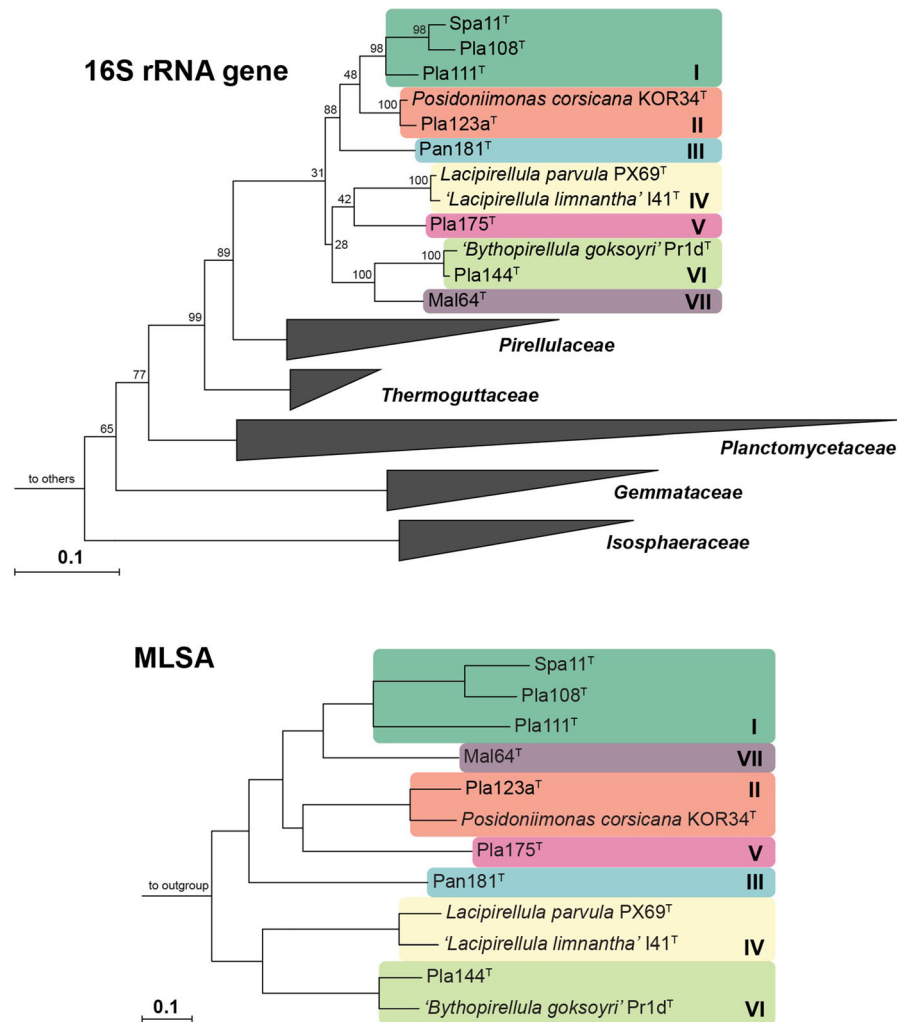 16S rRNA gene
98
98
Spa11ᵀ
Pla108ᵀ
Pla111ᵀ
I
48
100
Posidoniimonas corsicana KOR34ᵀ
Pla123aᵀ
II
88
Pan181ᵀ
III
31
100
Lacipirellula parvula PX69ᵀ
'Lacipirellula limnantha' I41ᵀ
IV
42
Pla175ᵀ
V
28
'Bythopirellula goksoyri' Pr1dᵀ
100
100
Pla144ᵀ
VI
Mal64ᵀ
VII
89
Pirellulaceae
99
Thermoguttaceae
77
Planctomycetaceae
65
to others
Gemmataceae
Isosphaeraceae
0.1
MLSA
Spa11ᵀ
Pla108ᵀ
Pla111ᵀ
I
Mal64ᵀ
VII
Pla123aᵀ
II
Posidoniimonas corsicana KOR34ᵀ
Pla175ᵀ
V
Pan181ᵀ
III
to outgroup
Lacipirellula parvula PX69ᵀ
'Lacipirellula limnantha' I41ᵀ
IV
Pla144ᵀ
'Bythopirellula goksoyri' Pr1dᵀ
VI
0.1